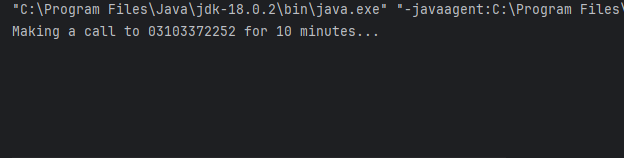 "C:\Program Files\Java\jdk-18.0.2\bin\java.exe" "-javaagent:C:\Program Files\
Making a call to 03103372252 for 10 minutes...